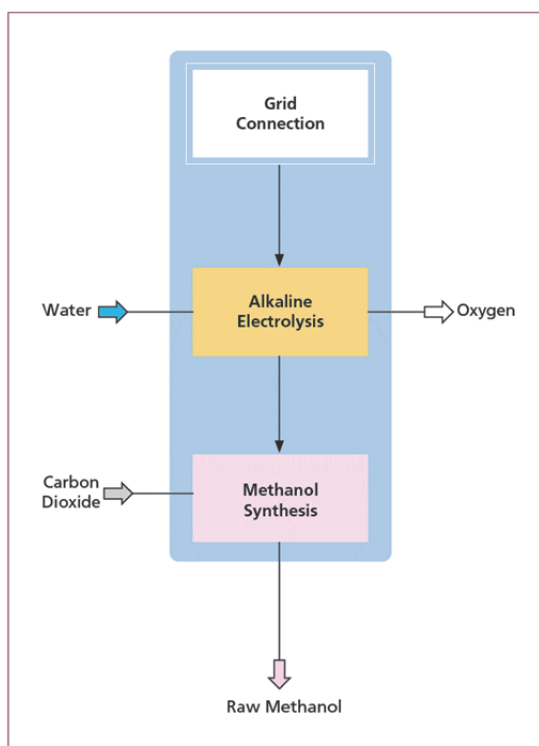 Grid
Connection
Alkaline
Electrolysis
Water
Oxygen
Carbon
Dioxide
Methanol
Synthesis
Raw Methanol